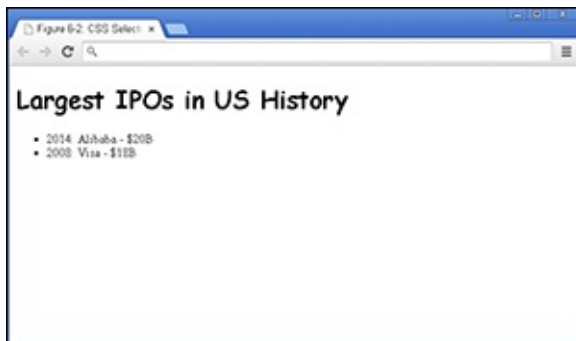 Figure 6-2: CSS Select
Largest IPOs in US History
2014: Alibaba - $20B
2008: Visa - $18B